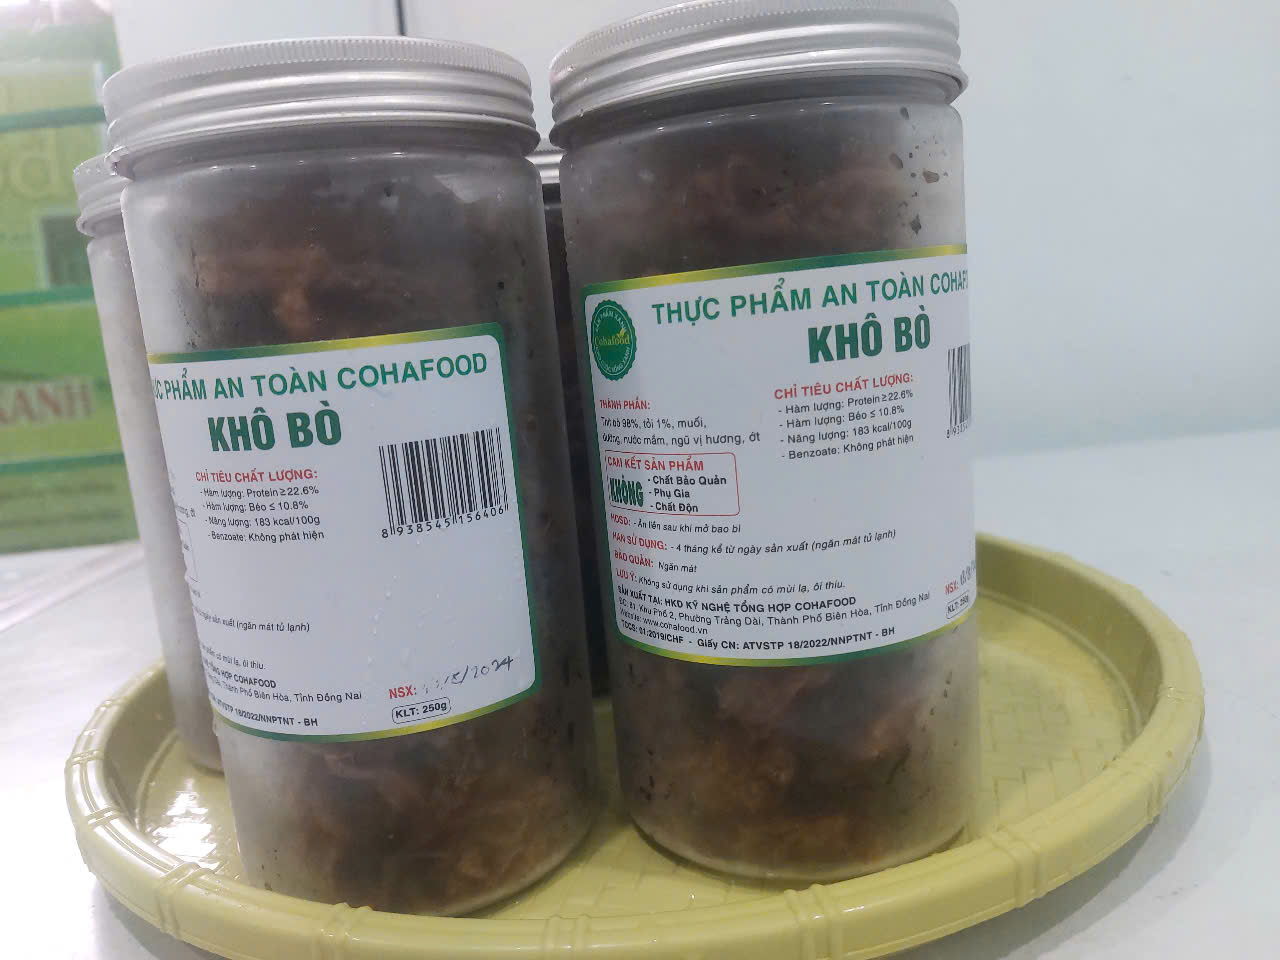 PHẨM AN TOÀN COHAFOOD
KHÔ BÒ
CHỈ TIÊU CHẤT LƯỢNG:
- Hàm lượng: Protein ≥ 22.6%
- Hàm lượng: Béo ≤ 10.8%
- Năng lượng: 183 kcal/100g
- Benzoate: Không phát hiện
8 938545 156406
sản xuất (ngăn mát tủ lạnh)
có mùi lạ, ôi thiu.
HỢP COHAFOOD
Dài, Thành Phố Biên Hòa, Tỉnh Đồng Nai
ATVSTP 18/2022/NNPTNT - BH
NSX: /2024
KLT: 250g
THỰC PHẨM AN TOÀN
KHÔ BÒ
Cohafood
THÀNH PHẦN:
Thịt bò 98%, tỏi 1%, muối,
đường, nước mắm, ngũ vị hương, ớt
CAM KẾT SẢN PHẨM
KHÔNG
- Chất Bảo Quản
- Phụ Gia
- Chất Độn
CHỈ TIÊU CHẤT LƯỢNG:
- Hàm lượng: Protein ≥ 22.6%
- Hàm lượng: Béo ≤ 10.8%
- Năng lượng: 183 kcal/100g
- Benzoate: Không phát hiện
HDSD: - Ăn liền sau khi mở bao bì
HẠN SỬ DỤNG: - 4 tháng kể từ ngày sản xuất (ngăn mát tủ lạnh)
BẢO QUẢN: Ngăn mát
LƯU Ý: Không sử dụng khi sản phẩm có mùi lạ, ôi thiu.
SẢN XUẤT TẠI: HKD KỸ NGHỆ TỔNG HỢP COHAFOOD
ĐC: 81, Khu Phố 2, Phường Trảng Dài, Thành Phố Biên Hòa, Tỉnh Đồng Nai
Website: www.cohafood.vn
TCCS: 01:2019/CHF - Giấy CN: ATVSTP 18/2022/NNPTNT - BH
NSX:
KLT: 250g